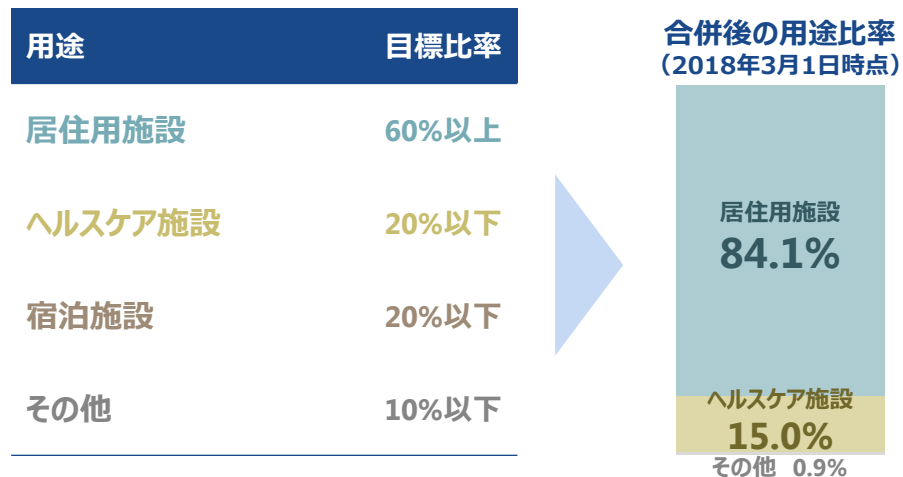 用途 目標比率
居住用施設 60%以上
ヘルスケア施設 20%以下
宿泊施設 20%以下
その他 10%以下
合併後の用途比率
（2018年3月1日時点）
居住用施設
84.1%
ヘルスケア施設
15.0%
その他 0.9%